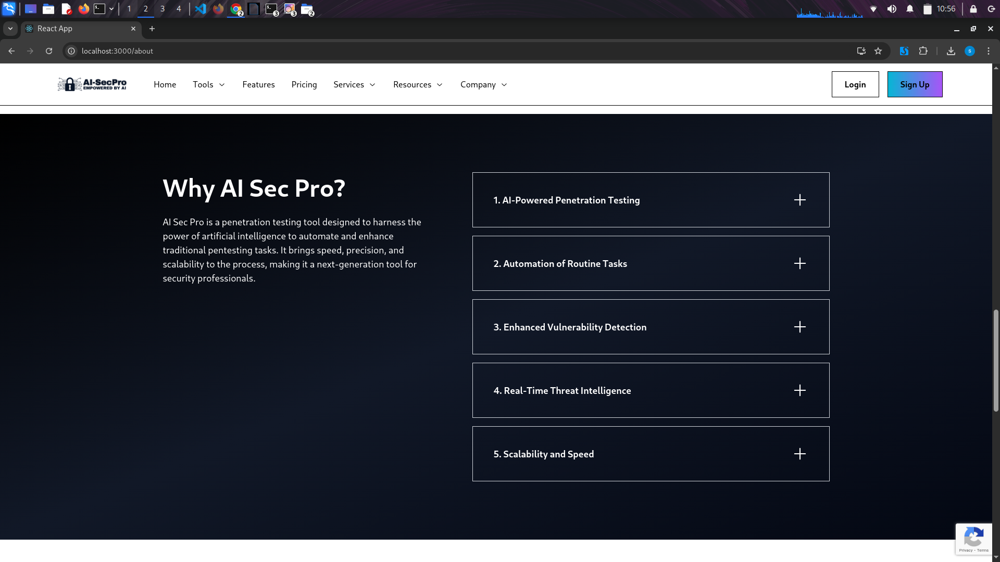 1 2 3 4
2 3 3 2
10:56
React App
localhost:3000/about
S
AI-SecPro
EMPOWERED BY AI
Home Tools Features Pricing Services Resources Company
Login Sign Up
Why AI Sec Pro?
AI Sec Pro is a penetration testing tool designed to harness the
power of artificial intelligence to automate and enhance
traditional pentesting tasks. It brings speed, precision, and
scalability to the process, making it a next-generation tool for
security professionals.
1. AI-Powered Penetration Testing
2. Automation of Routine Tasks
3. Enhanced Vulnerability Detection
4. Real-Time Threat Intelligence
5. Scalability and Speed
Privacy - Terms